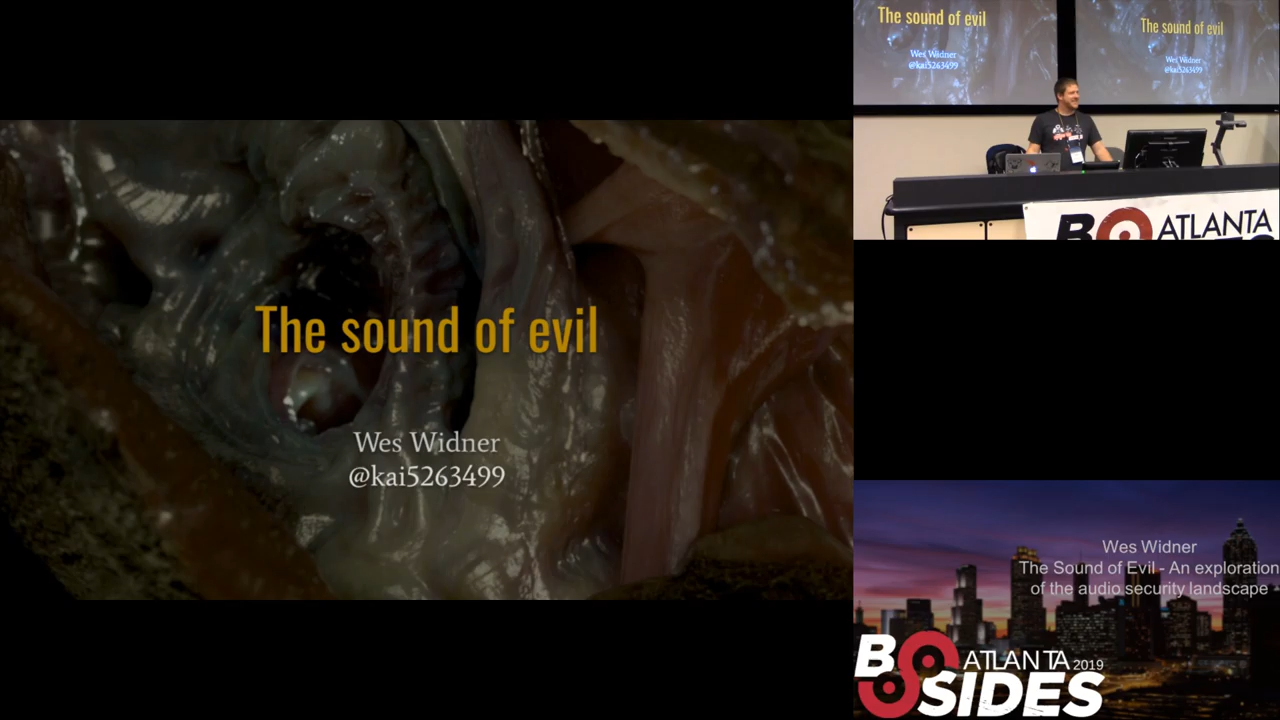 The sound of evil
Wes Widner
@kai5263499
The sound of evil
Wes Widner
@kai5263499
The sound of evil
Wes Widner
@kai5263499
ATLANTA
Wes Widner
The Sound of Evil - An exploration
of the audio security landscape
BSIDES ATLANTA 2019